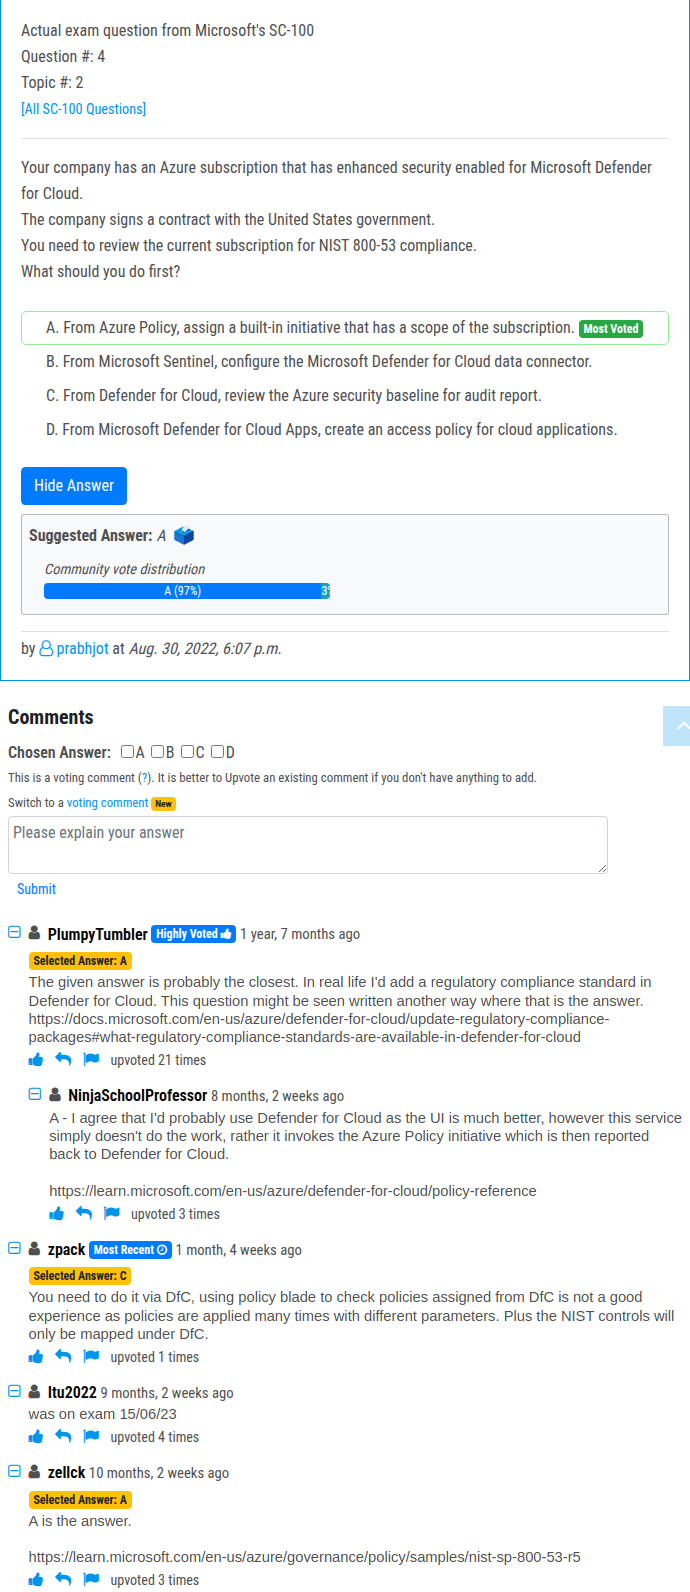 Actual exam question from Microsoft's SC-100
Question #: 4
Topic #: 2
[All SC-100 Questions]
Your company has an Azure subscription that has enhanced security enabled for Microsoft Defender
for Cloud.
The company signs a contract with the United States government.
You need to review the current subscription for NIST 800-53 compliance.
What should you do first?
A. From Azure Policy, assign a built-in initiative that has a scope of the subscription. Most Voted
B. From Microsoft Sentinel, configure the Microsoft Defender for Cloud data connector.
C. From Defender for Cloud, review the Azure security baseline for audit report.
D. From Microsoft Defender for Cloud Apps, create an access policy for cloud applications.
Hide Answer
Suggested Answer: A
Community vote distribution
A (97%) 3
by prabhjot at Aug. 30, 2022, 6:07 p.m.
Comments
Chosen Answer: A B C D
This is a voting comment (?). It is better to Upvote an existing comment if you don't have anything to add.
Switch to a voting comment New
Please explain your answer
Submit
PlumpyTumbler Highly Voted 1 year, 7 months ago
Selected Answer: A
The given answer is probably the closest. In real life I'd add a regulatory compliance standard in
Defender for Cloud. This question might be seen written another way where that is the answer.
https://docs.microsoft.com/en-us/azure/defender-for-cloud/update-regulatory-compliance-
packages#what-regulatory-compliance-standards-are-available-in-defender-for-cloud
upvoted 21 times
NinjaSchoolProfessor 8 months, 2 weeks ago
A - I agree that I'd probably use Defender for Cloud as the UI is much better, however this service
simply doesn't do the work, rather it invokes the Azure Policy initiative which is then reported
back to Defender for Cloud.
https://learn.microsoft.com/en-us/azure/defender-for-cloud/policy-reference
upvoted 3 times
zpack Most Recent 1 month, 4 weeks ago
Selected Answer: C
You need to do it via DfC, using policy blade to check policies assigned from DfC is not a good
experience as policies are applied many times with different parameters. Plus the NIST controls will
only be mapped under DfC.
upvoted 1 times
Itu2022 9 months, 2 weeks ago
was on exam 15/06/23
upvoted 4 times
zellck 10 months, 2 weeks ago
Selected Answer: A
A is the answer.
https://learn.microsoft.com/en-us/azure/governance/policy/samples/nist-sp-800-53-r5
upvoted 3 times